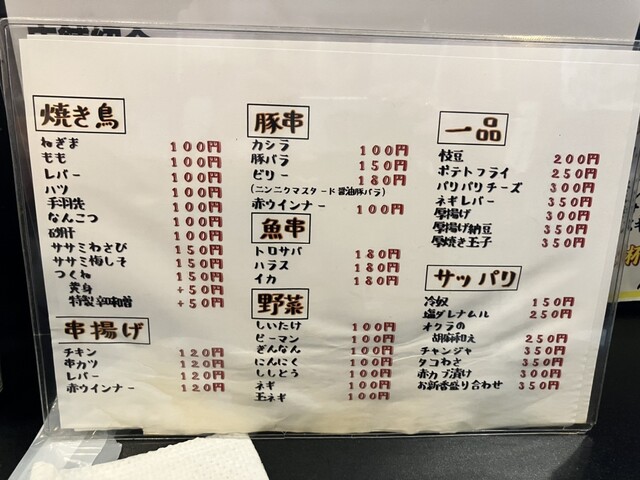 焼き鳥
ねぎま 100円
もも 100円
レバー 100円
ハツ 100円
手羽先 100円
なんこつ 100円
砂肝 100円
ササミわさび 150円
ササミ梅しそ 150円
つくね 150円
黄身 +50円
特製辛味噌 +50円
串揚げ
チキン 120円
串カツ 120円
レバー 120円
赤ウインナー 120円
豚串
カシラ 100円
豚バラ 150円
ビリー 180円
(ニンニクマスタード醤油豚バラ)
赤ウインナー 100円
魚串
トロサバ 180円
ハラス 180円
イカ 180円
野菜
しいたけ 100円
ピーマン 100円
ぎんなん 100円
にんにく 100円
ししとう 100円
ネギ 100円
玉ネギ 100円
一品
枝豆 200円
ポテトフライ 250円
パリパリチーズ 300円
ネギレバー 350円
厚揚げ 300円
厚揚げ納豆 350円
厚焼き玉子 350円
サッパリ
冷奴 150円
塩ダレナムル 250円
オクラの
胡麻和え 250円
チャンジャ 350円
タコわさ 350円
赤カブ漬け 300円
お新香盛り合わせ 350円